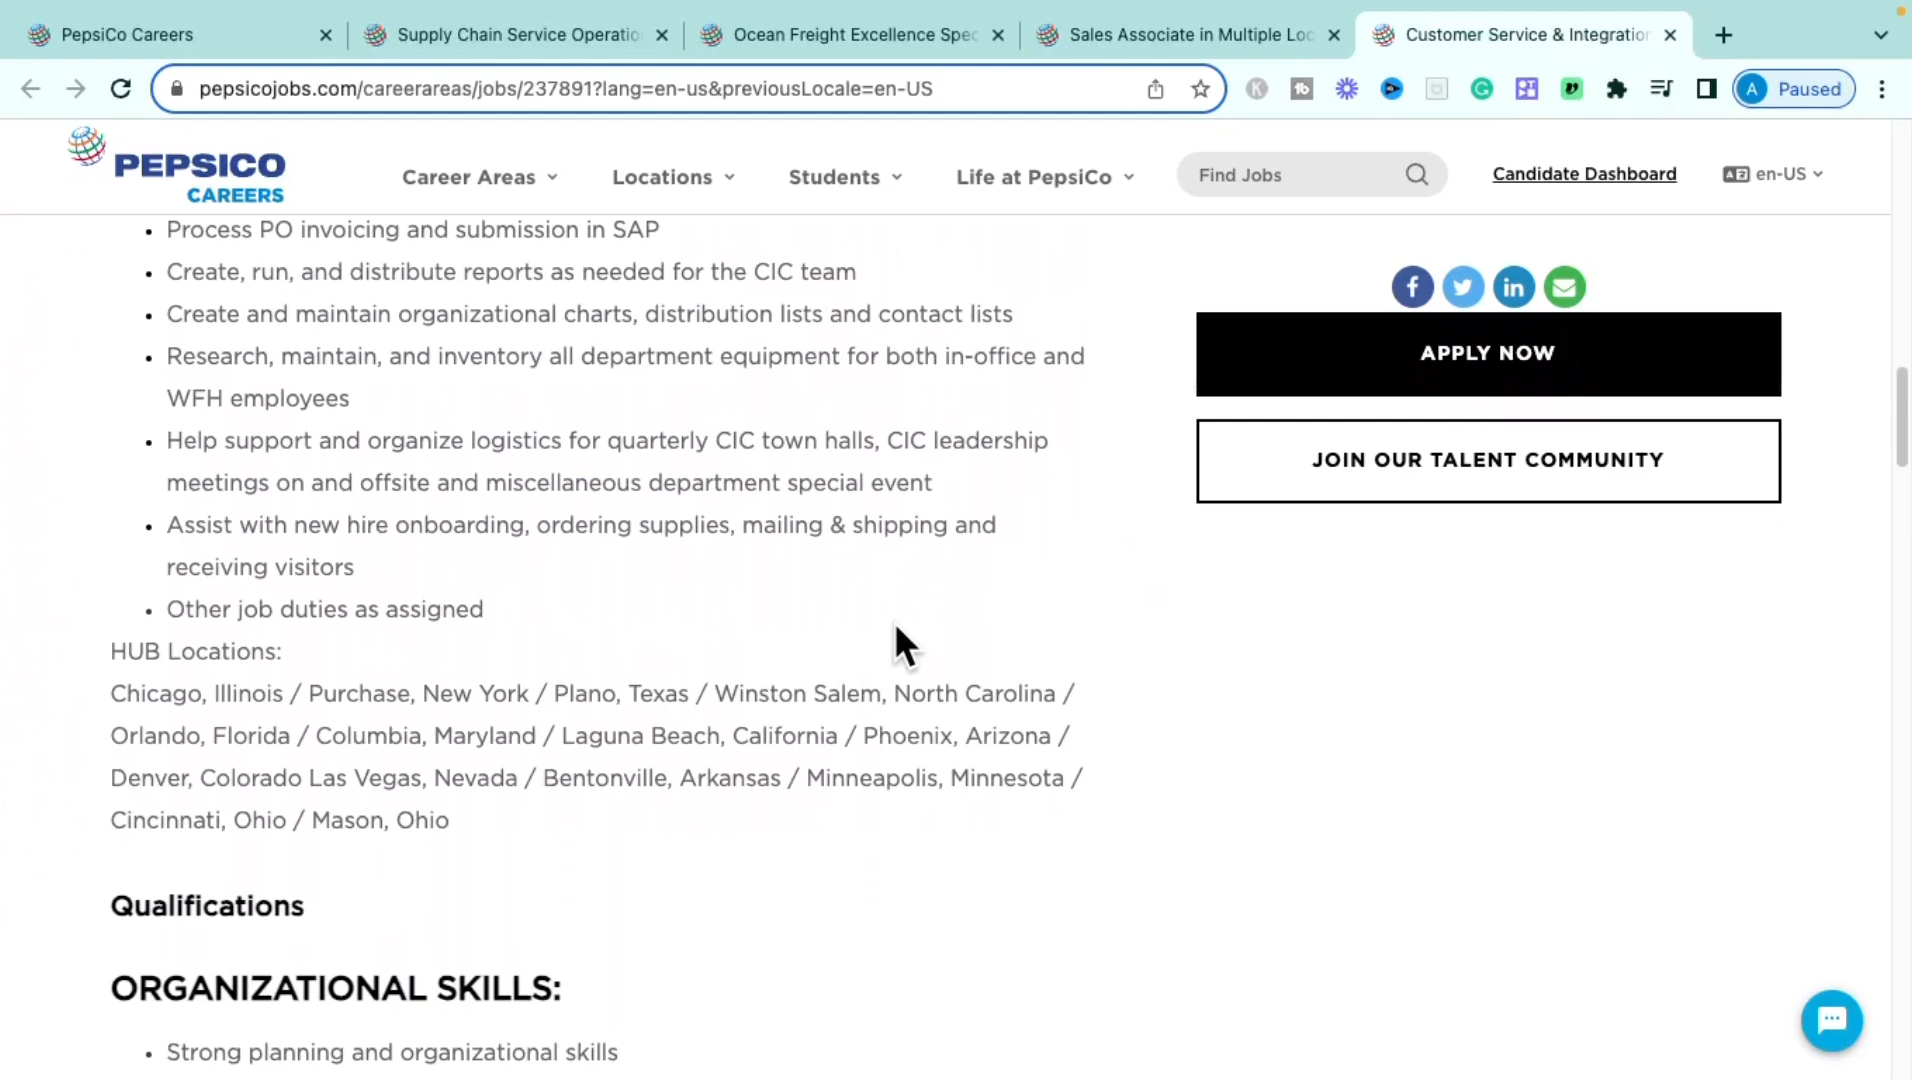 PepsiCo Careers
Supply Chain Service Operatio
Ocean Freight Excellence Spec
Sales Associate in Multiple Loc
Customer Service & Integration
pepsicojobs.com/careerareas/jobs/237891?lang=en-us&previousLocale=en-US
A Paused
PEPSICO
CAREERS
Career Areas
Locations
Students
Life at PepsiCo
Find Jobs
Candidate Dashboard
en-US
Process PO invoicing and submission in SAP
Create, run, and distribute reports as needed for the CIC team
Create and maintain organizational charts, distribution lists and contact lists
Research, maintain, and inventory all department equipment for both in-office and
WFH employees
Help support and organize logistics for quarterly CIC town halls, CIC leadership
meetings on and offsite and miscellaneous department special event
Assist with new hire onboarding, ordering supplies, mailing & shipping and
receiving visitors
Other job duties as assigned
HUB Locations:
Chicago, Illinois / Purchase, New York / Plano, Texas / Winston Salem, North Carolina /
Orlando, Florida / Columbia, Maryland / Laguna Beach, California / Phoenix, Arizona /
Denver, Colorado Las Vegas, Nevada / Bentonville, Arkansas / Minneapolis, Minnesota /
Cincinnati, Ohio / Mason, Ohio
Qualifications
ORGANIZATIONAL SKILLS:
Strong planning and organizational skills
APPLY NOW
JOIN OUR TALENT COMMUNITY